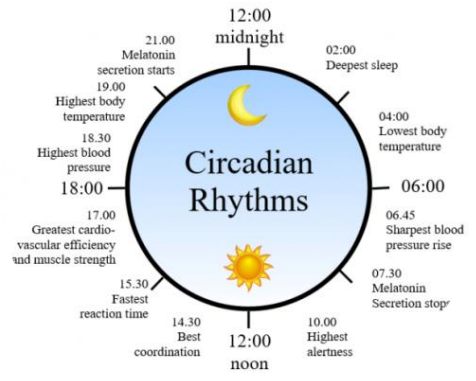 12:00
midnight
02:00
Deepest sleep
04:00
Lowest body
temperature
06:00
06.45
Sharpest blood
pressure rise
07.30
Melatonin
Secretion stops
10.00
Highest
alertness
12:00
noon
14.30
Best
coordination
15.30
Fastest
reaction time
17.00
Greatest cardio-
vascular efficiency
and muscle strength
18:00
18.30
Highest blood
pressure
19.00
Highest body
temperature
21.00
Melatonin
secretion starts
Circadian
Rhythms